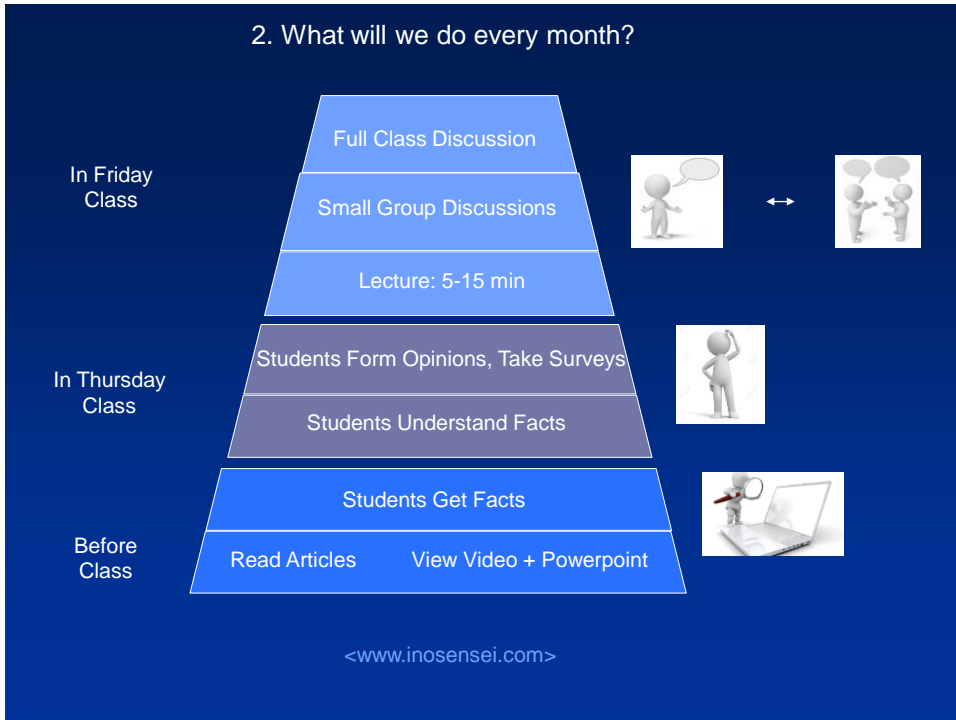 2. What will we do every month?
Full Class Discussion
In Friday
Class
Small Group Discussions
Lecture: 5-15 min
Students Form Opinions, Take Surveys
In Thursday
Class
Students Understand Facts
Students Get Facts
Before
Class
Read Articles View Video + Powerpoint
<www.inosensei.com>